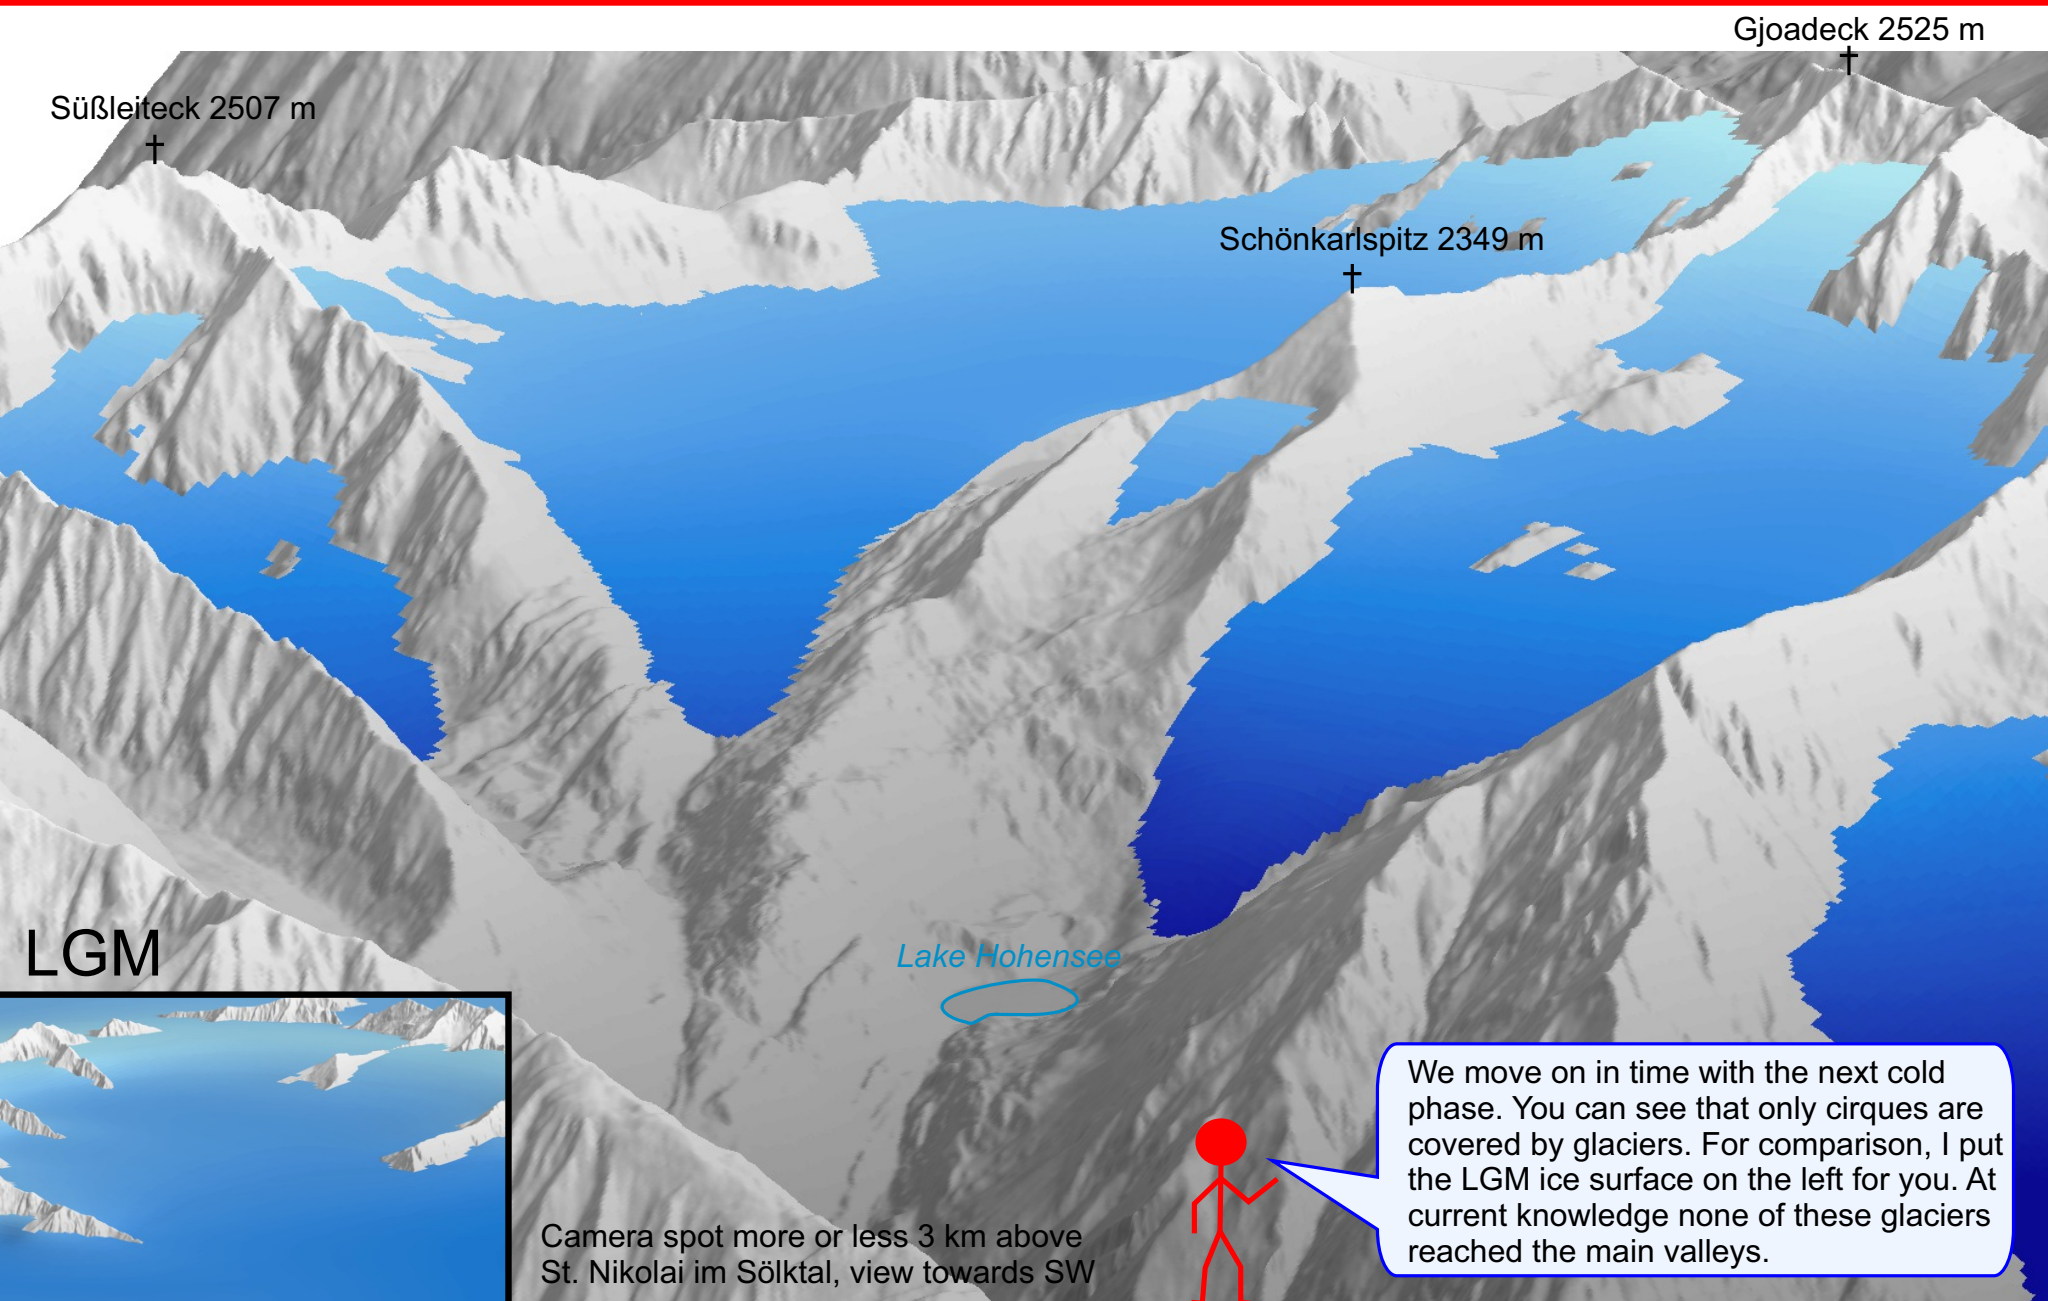 Gjoadeck 2525 m
Süßleiteck 2507 m
Schönkarlspitz 2349 m
LGM
Lake Hohensee
We move on in time with the next cold
phase. You can see that only cirques are
covered by glaciers. For comparison, I put
the LGM ice surface on the left for you. At
current knowledge none of these glaciers
reached the main valleys.
Camera spot more or less 3 km above
St. Nikolai im Sölktal, view towards SW